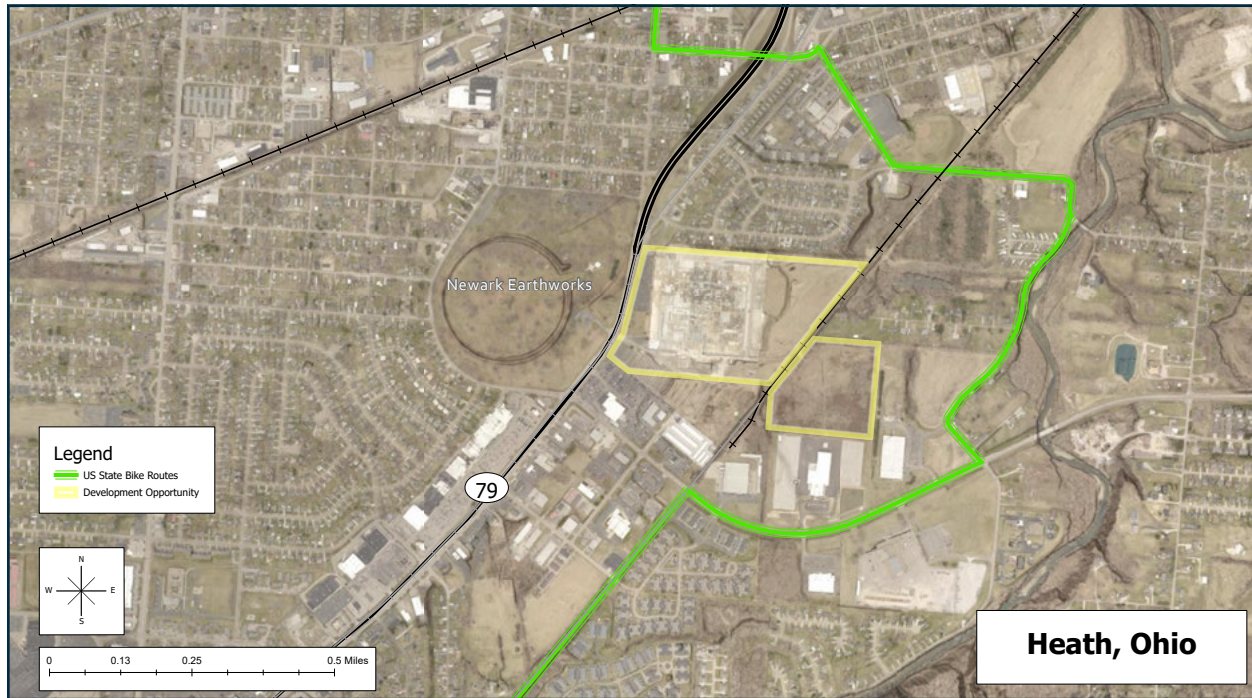 Newark Earthworks
79
Legend
US State Bike Routes
Development Opportunity
N
W E
S
0 0.13 0.25 0.5 Miles
Heath, Ohio